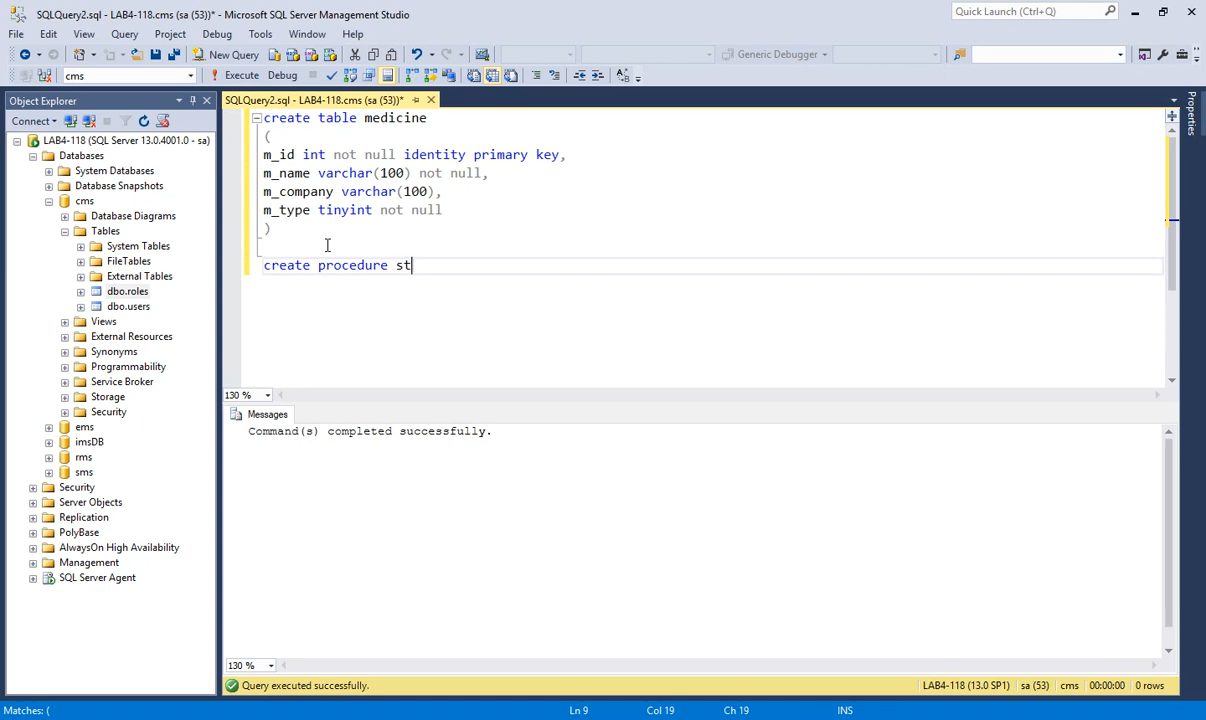 SQLQuery2.sql - LAB4-118.cms (sa (53))* - Microsoft SQL Server Management Studio
Quick Launch (Ctrl+Q)
File Edit View Query Project Debug Tools Window Help
New Query
Generic Debugger
cms
Execute Debug
Object Explorer
SQLQuery2.sql - LAB4-118.cms (sa (53))*
Properties
Connect
LAB4-118 (SQL Server 13.0.4001.0 - sa)
Databases
System Databases
Database Snapshots
cms
Database Diagrams
Tables
System Tables
FileTables
External Tables
dbo.roles
dbo.users
Views
External Resources
Synonyms
Programmability
Service Broker
Storage
Security
ems
imsDB
rms
sms
Security
Server Objects
Replication
PolyBase
AlwaysOn High Availability
Management
SQL Server Agent
create table medicine
(
m_id int not null identity primary key,
m_name varchar(100) not null,
m_company varchar(100),
m_type tinyint not null
)
create procedure st
130 %
Messages
Command(s) completed successfully.
130 %
Query executed successfully.
LAB4-118 (13.0 SP1) sa (53) cms 00:00:00 0 rows
Matches: (
Ln 9 Col 19 Ch 19 INS